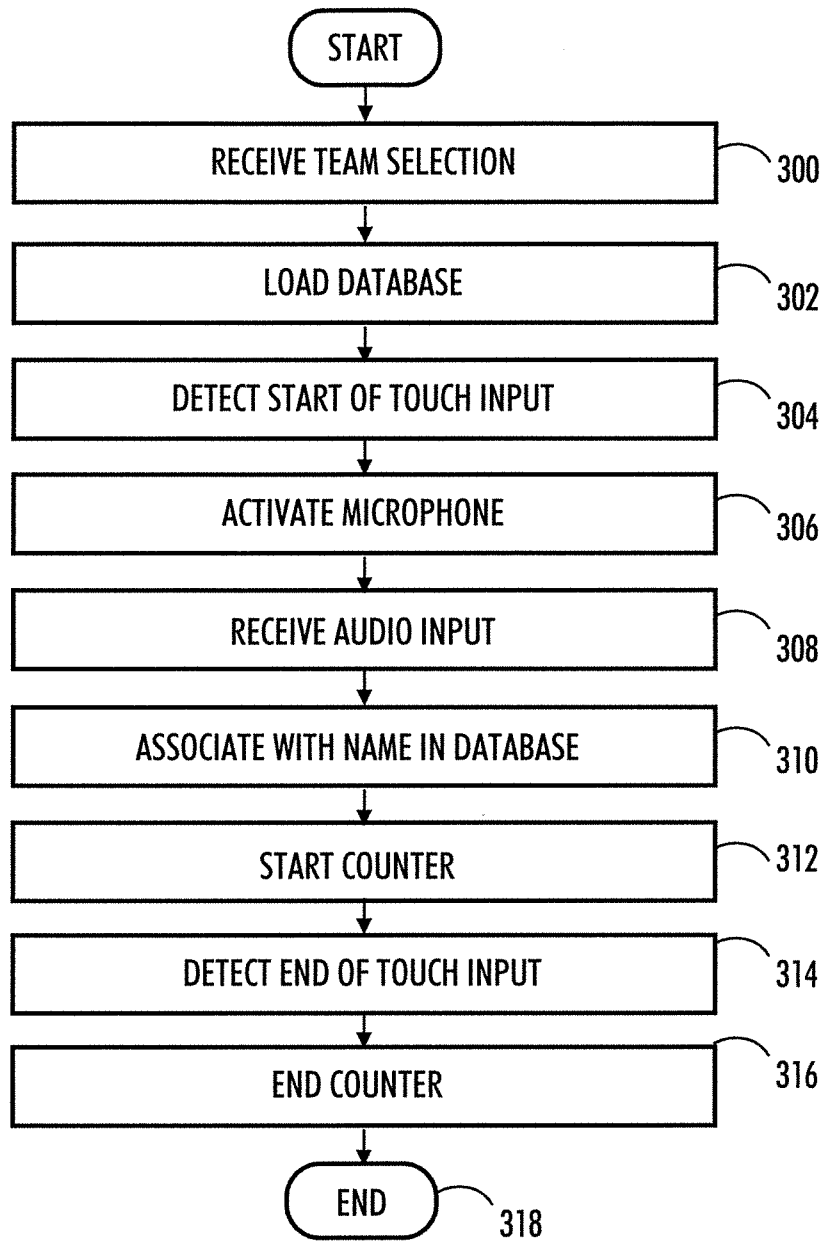 START
RECEIVE TEAM SELECTION
300
LOAD DATABASE
302
DETECT START OF TOUCH INPUT
304
ACTIVATE MICROPHONE
306
RECEIVE AUDIO INPUT
308
ASSOCIATE WITH NAME IN DATABASE
310
START COUNTER
312
DETECT END OF TOUCH INPUT
314
END COUNTER
316
END
318